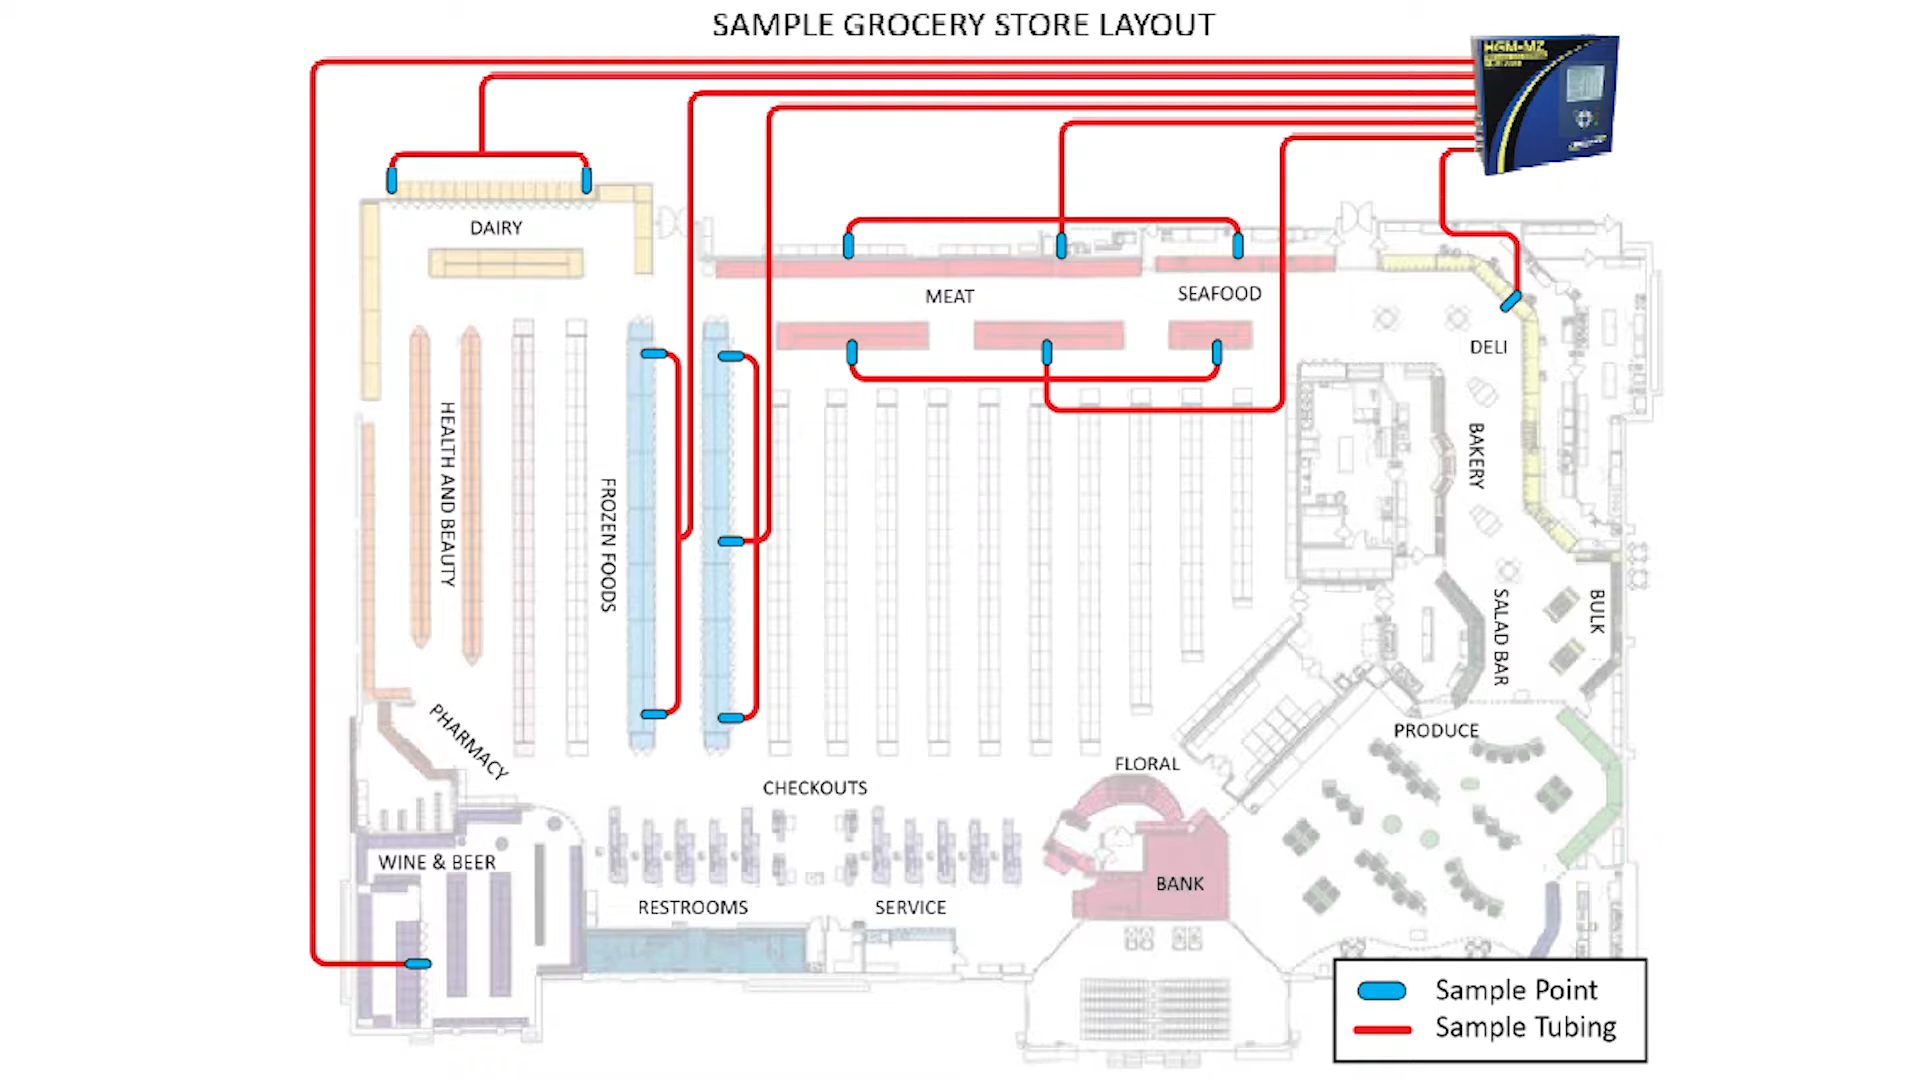 SAMPLE GROCERY STORE LAYOUT
HGM-MZ
DAIRY
MEAT
SEAFOOD
DELI
HEALTH AND BEAUTY
FROZEN FOODS
BAKERY
SALAD BAR
BULK
PHARMACY
PRODUCE
FLORAL
CHECKOUTS
WINE & BEER
BANK
RESTROOMS
SERVICE
Sample Point
Sample Tubing